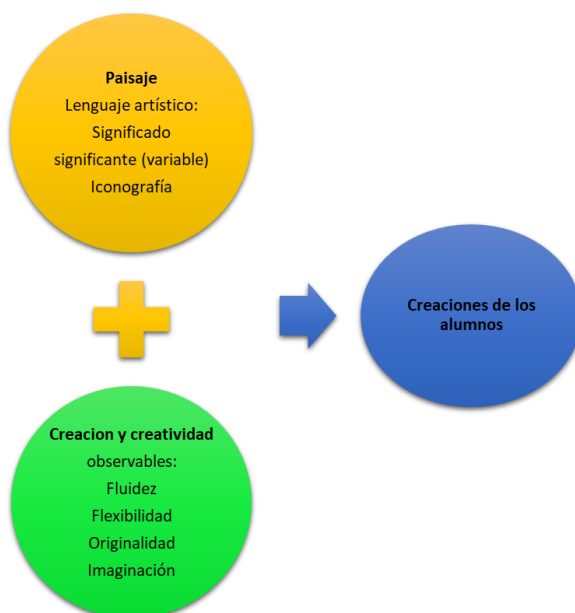 Paisaje
Lenguaje artístico:
Significado
significante (variable)
Iconografía
Creacion y creatividad
observables:
Fluidez
Flexibilidad
Originalidad
Imaginación
Creaciones de los
alumnos